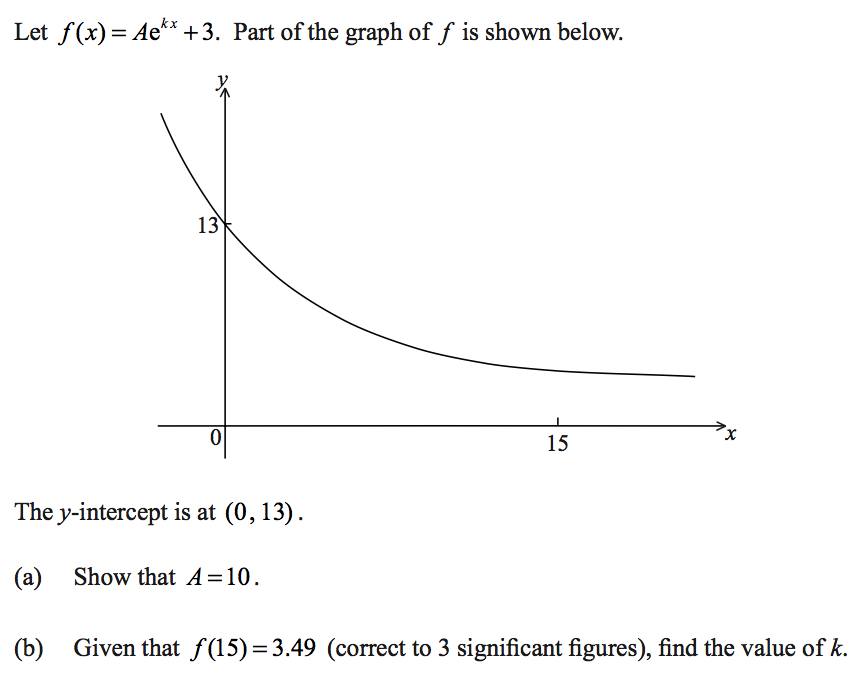 Let f(x) = Ae^{kx} + 3. Part of the graph of f is shown below.
y
13
0
15
x
The y-intercept is at (0, 13).
(a) Show that A = 10.
(b) Given that f(15) = 3.49 (correct to 3 significant figures), find the value of k.